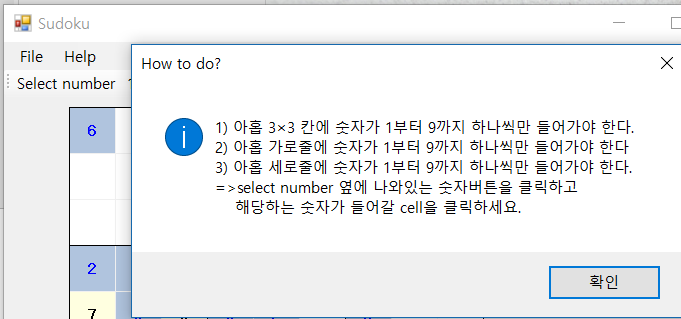 Sudoku
File Help
How to do?
Select number
1) 아홉 3×3 칸에 숫자가 1부터 9까지 하나씩만 들어가야 한다.
2) 아홉 가로줄에 숫자가 1부터 9까지 하나씩만 들어가야 한다
3) 아홉 세로줄에 숫자가 1부터 9까지 하나씩만 들어가야 한다.
=>select number 옆에 나와있는 숫자버튼을 클릭하고
해당하는 숫자가 들어갈 cell을 클릭하세요.
6
2
확인
7